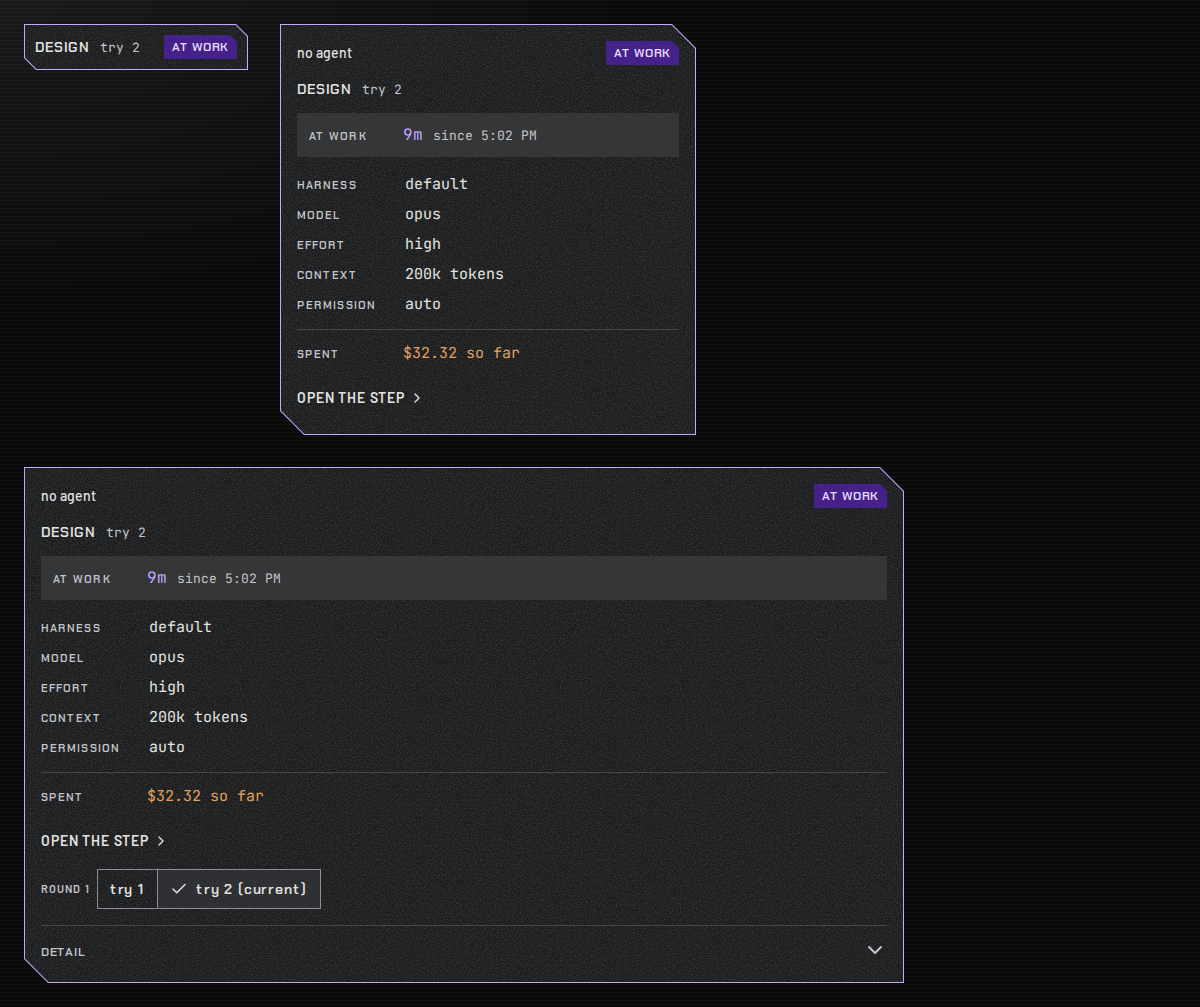 DESIGN try 2 AT WORK
no agent AT WORK
DESIGN try 2
AT WORK 9m since 5:02 PM
HARNESS default
MODEL opus
EFFORT high
CONTEXT 200k tokens
PERMISSION auto
SPENT $32.32 so far
OPEN THE STEP >
no agent AT WORK
DESIGN try 2
AT WORK 9m since 5:02 PM
HARNESS default
MODEL opus
EFFORT high
CONTEXT 200k tokens
PERMISSION auto
SPENT $32.32 so far
OPEN THE STEP >
ROUND 1 try 1 ✓ try 2 (current)
DETAIL